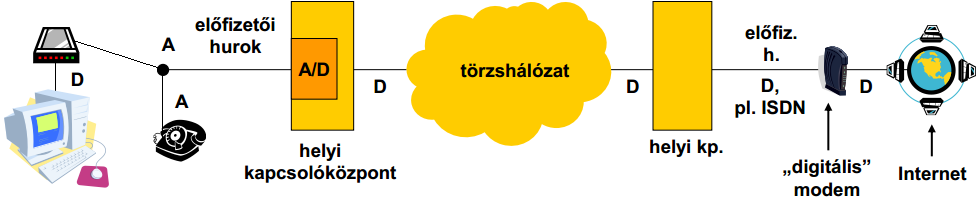 D
A
A
előfizetői
hurok
A/D
helyi
kapcsolóközpont
D
törzshálózat
D
helyi kp.
előfiz.
h.
D,
pl. ISDN
„digitális”
modem
D
Internet